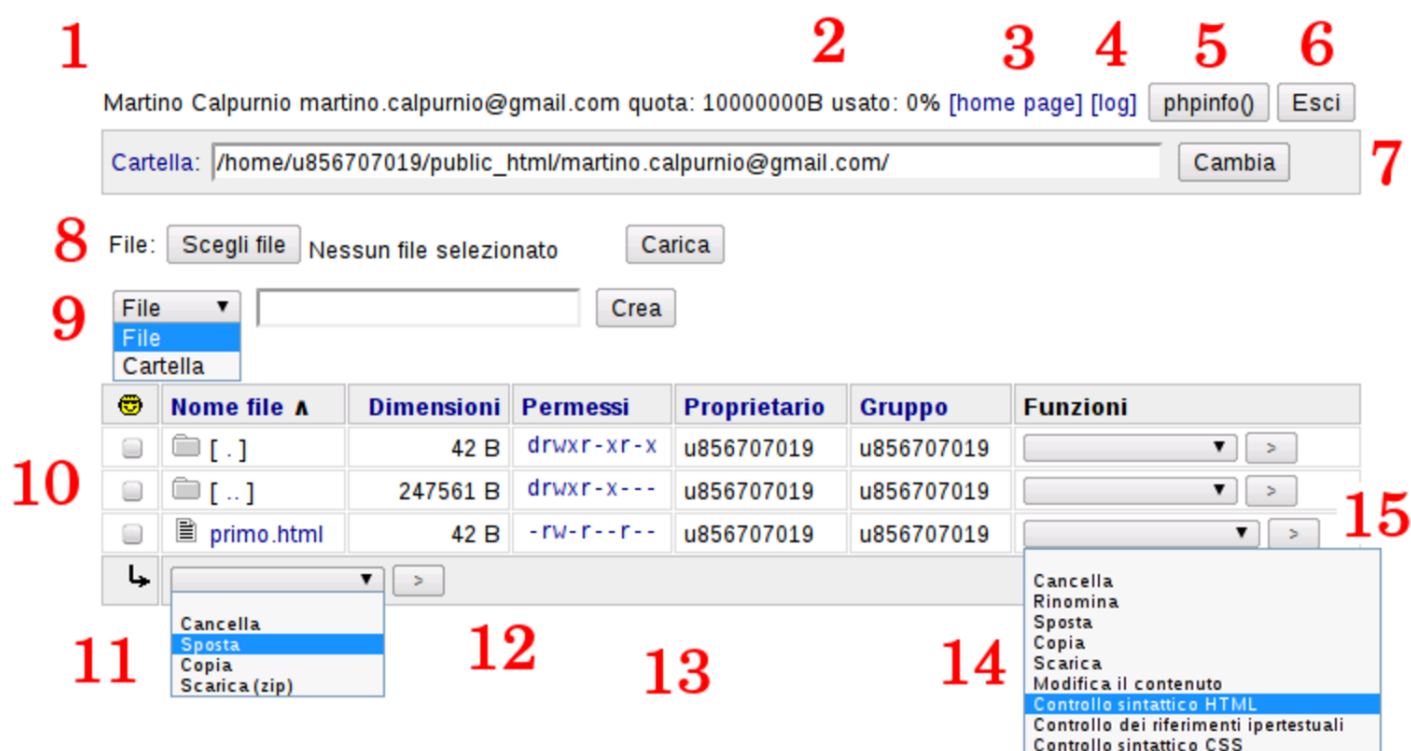 1 2 3 4 5 6
Martino Calpurnio martino.calpurnio@gmail.com quota: 10000000B usato: 0% [home page] [log] phpinfo() Esci
Cartella: /home/u856707019/public_html/martino.calpurnio@gmail.com/ Cambia 7
8 File: Scegli file Nessun file selezionato Carica
9 File ▼ Crea
File
Cartella
Nome file ∧ Dimensioni Permessi Proprietario Gruppo Funzioni
[ . ] 42 B drwxr-xr-x u856707019 u856707019 ▼ >
10 [ .. ] 247561 B drwxr-x--- u856707019 u856707019 ▼ >
primo.html 42 B -rw-r--r-- u856707019 u856707019 ▼ > 15
▼ >
Cancella
Sposta
Copia
Scarica (zip)
11 12 13 14
Cancella
Rinomina
Sposta
Copia
Scarica
Modifica il contenuto
Controllo sintattico HTML
Controllo dei riferimenti ipertestuali
Controllo sintattico CSS